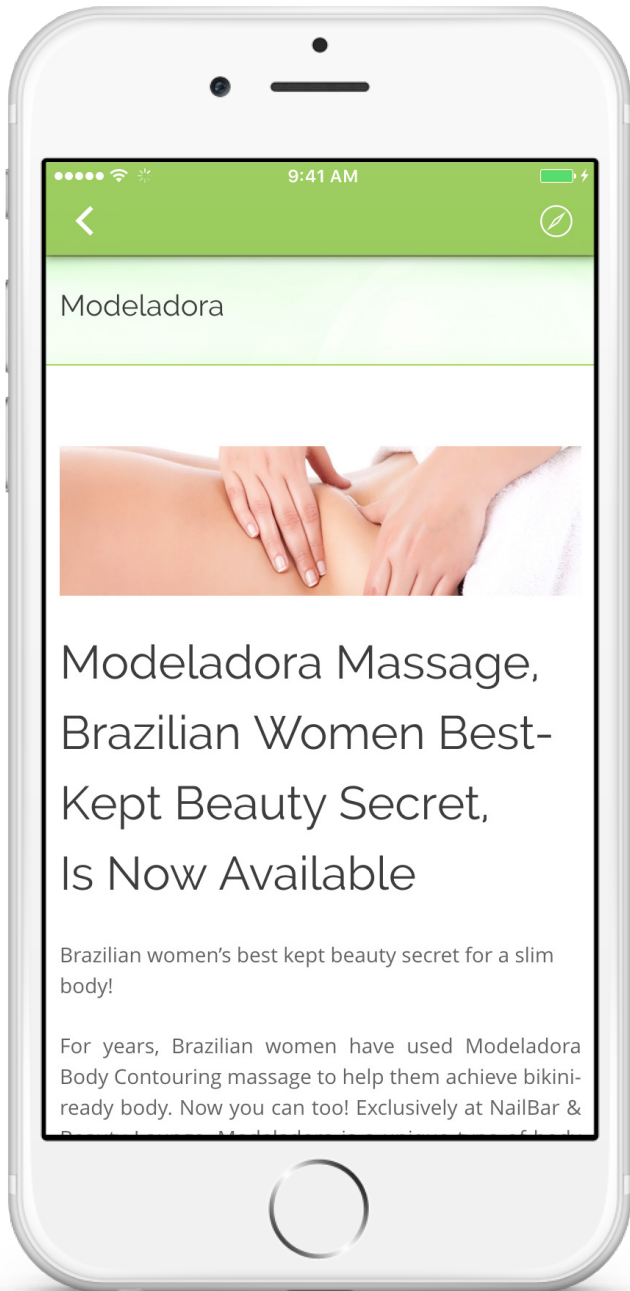 9:41 AM
Modeladora
Modeladora Massage,
Brazilian Women Best-
Kept Beauty Secret,
Is Now Available
Brazilian women’s best kept beauty secret for a slim
body!
For years, Brazilian women have used Modeladora
Body Contouring massage to help them achieve bikini-
ready body. Now you can too! Exclusively at NailBar &